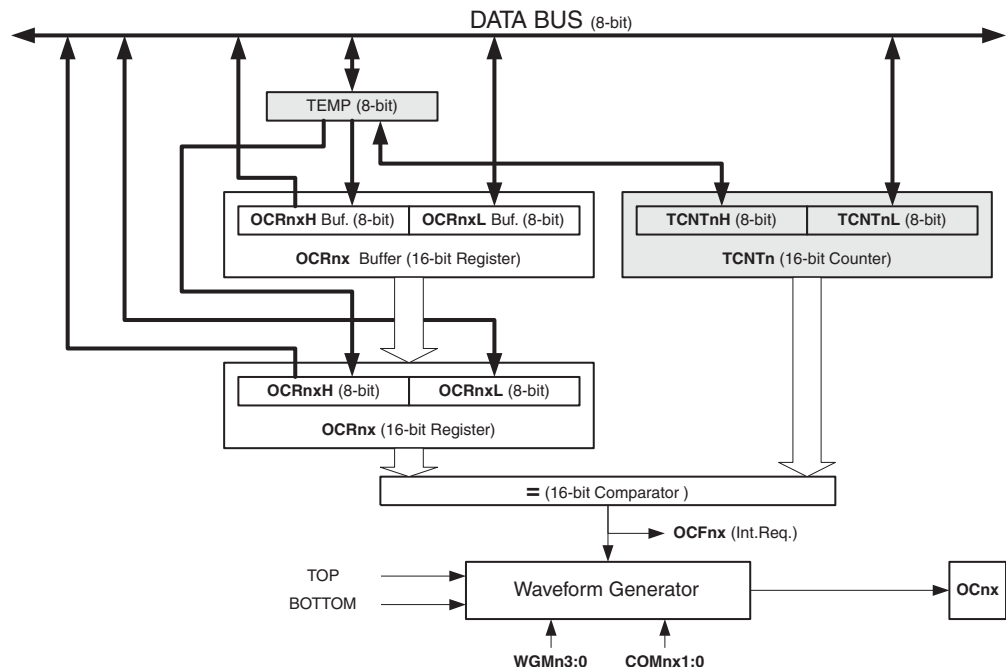 DATA BUS (8-bit)
TEMP (8-bit)
OCRnxH Buf. (8-bit)
OCRnxL Buf. (8-bit)
OCRnx Buffer (16-bit Register)
TCNTnH (8-bit)
TCNTnL (8-bit)
TCNTn (16-bit Counter)
OCRnxH (8-bit)
OCRnxL (8-bit)
OCRnx (16-bit Register)
= (16-bit Comparator )
OCFnx (Int.Req.)
TOP
BOTTOM
Waveform Generator
OCnx
WGMn3:0
COMnx1:0